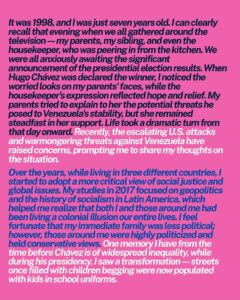 It was 1998, and I was just seven years old. I can clearly
recall that evening when we all gathered around the
television — my parents, my sibling, and even the
housekeeper, who was peering in from the kitchen. We
were all anxiously awaiting the significant
announcement of the presidential election results. When
Hugo Chávez was declared the winner, I noticed the
worried looks on my parents' faces, while the
housekeeper's expression reflected hope and relief. My
parents tried to explain to her the potential threats he
posed to Venezuela's stability, but she remained
steadfast in her support. Life took a dramatic turn from
that day onward. Recently, the escalating U.S. attacks
and warmongering threats against Venezuela have
raised concerns, prompting me to share my thoughts on
the situation.
Over the years, while living in three different countries, I
started to adopt a more critical view of social justice and
global issues. My studies in 2017 focused on geopolitics
and the history of socialism in Latin America, which
helped me realize that both I and those around me had
been living a colonial illusion our entire lives. I feel
fortunate that my immediate family was less political;
however, those around me were highly politicized and
held conservative views. One memory I have from the
time before Chávez is of widespread inequality, while
during his presidency, I saw a transformation — streets
once filled with children begging were now populated
with kids in school uniforms.